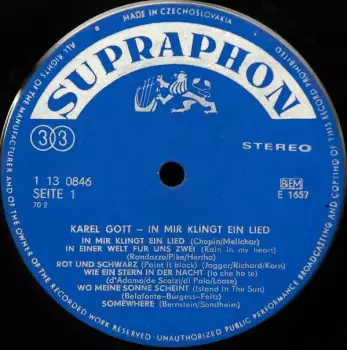 MADE IN CZECHOSLOVAKIA
ALL RIGHTS OF THE MANUFACTURER AND OF THE OWNER OF THE RECORDED WORK RESERVED - UNAUTHORIZED PUBLIC PERFORMANCE BROADCASTING AND COPYING OF THIS RECORD PROHIBITED
SUPRAPHON
33
STEREO
1 13 0846
SEITE 1
70 2
BIEM
E 1657
KAREL GOTT - IN MIR KLINGT EIN LIED
IN MIR KLINGT EIN LIED (Chopin/Melichar)
IN EINER WELT FUR UNS ZWEI (Rain in my heart)
(Randazzo/Pike/Hertha)
ROT UND SCHWARZ (Paint it black) (Jagger/Richard/Korn)
WIE EIN STERN IN DER NACHT (Io che ho te)
(d'Adamo/de Scalzi/di Palo/Loose)
WO MEINE SONNE SCHEINT (Island In The Sun)
(Belafonte-Burgess-Feltz)
SOMEWHERE (Bernstein/Sondheim)